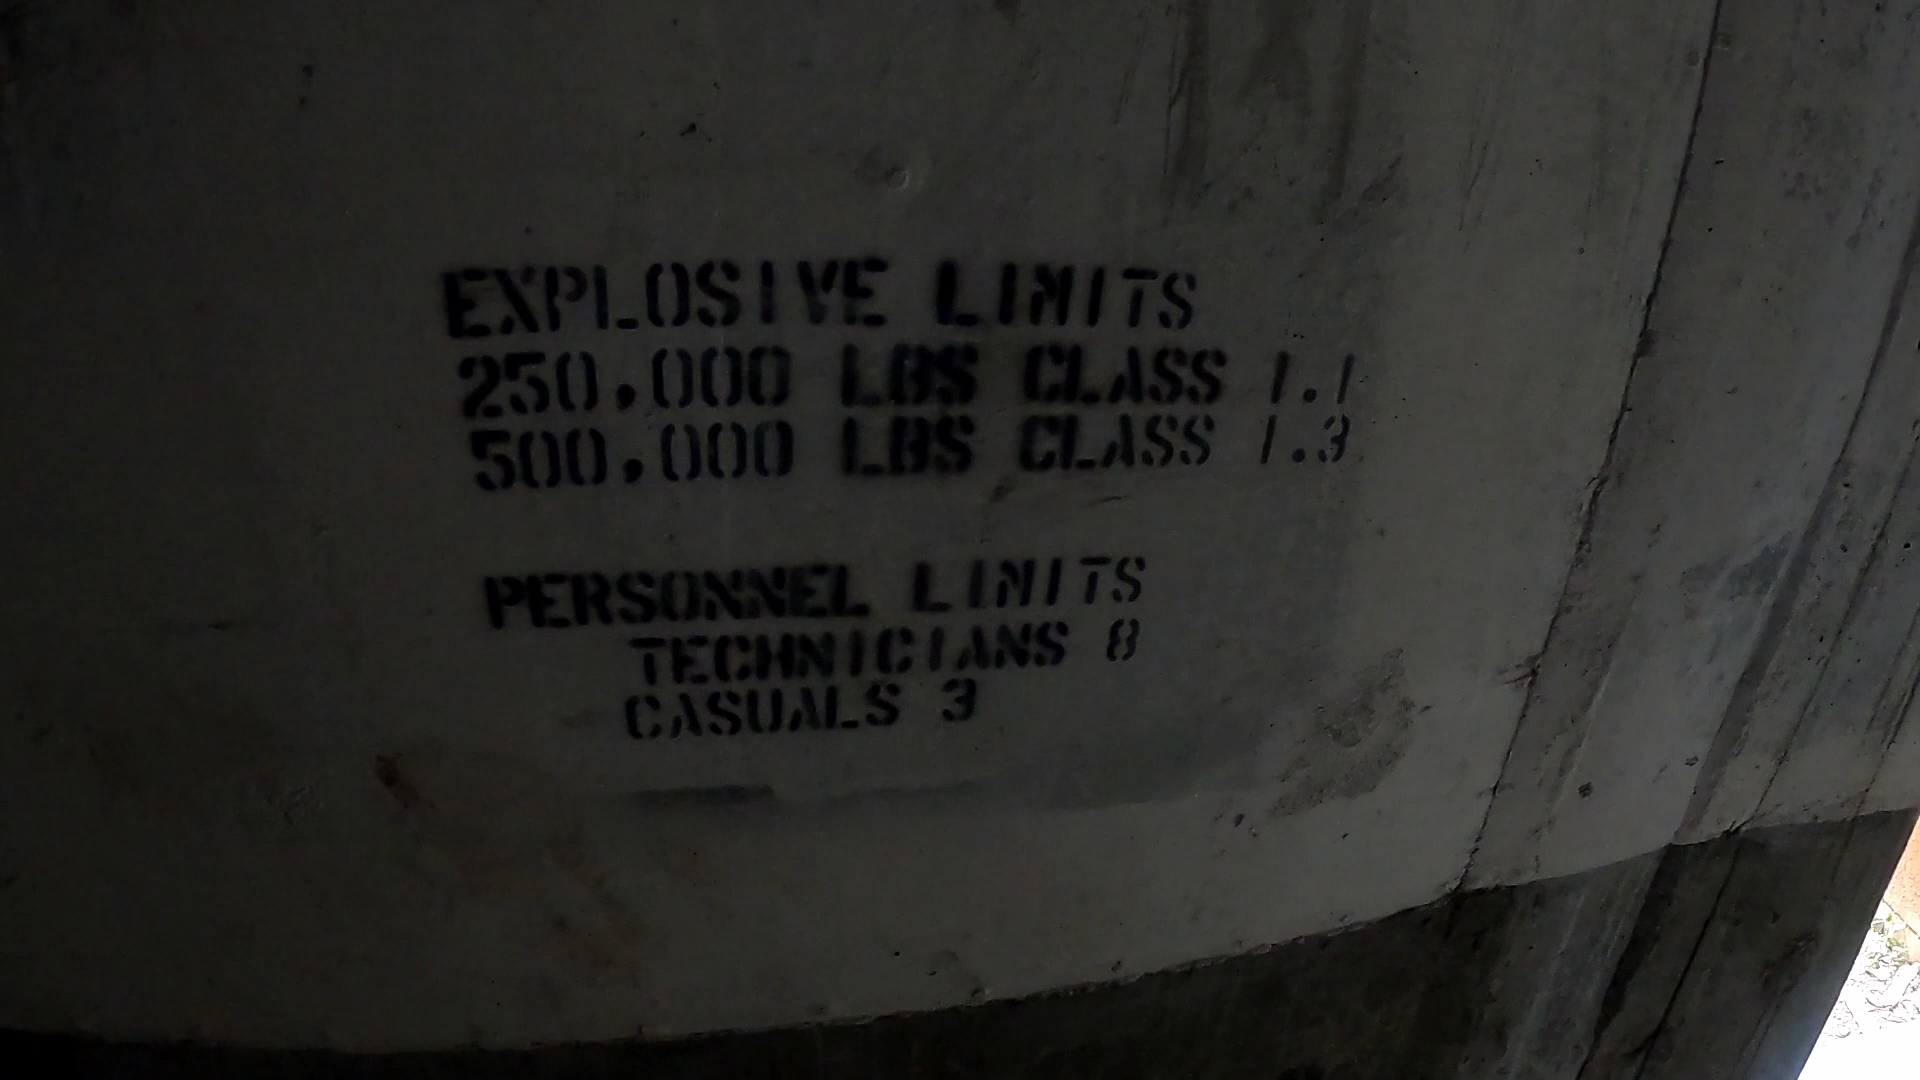 EXPLOSIVE LIMITS
250,000 LBS CLASS 1.1
500,000 LBS CLASS 1.3
PERSONNEL LIMITS
TECHNICIANS 8
CASUALS 3